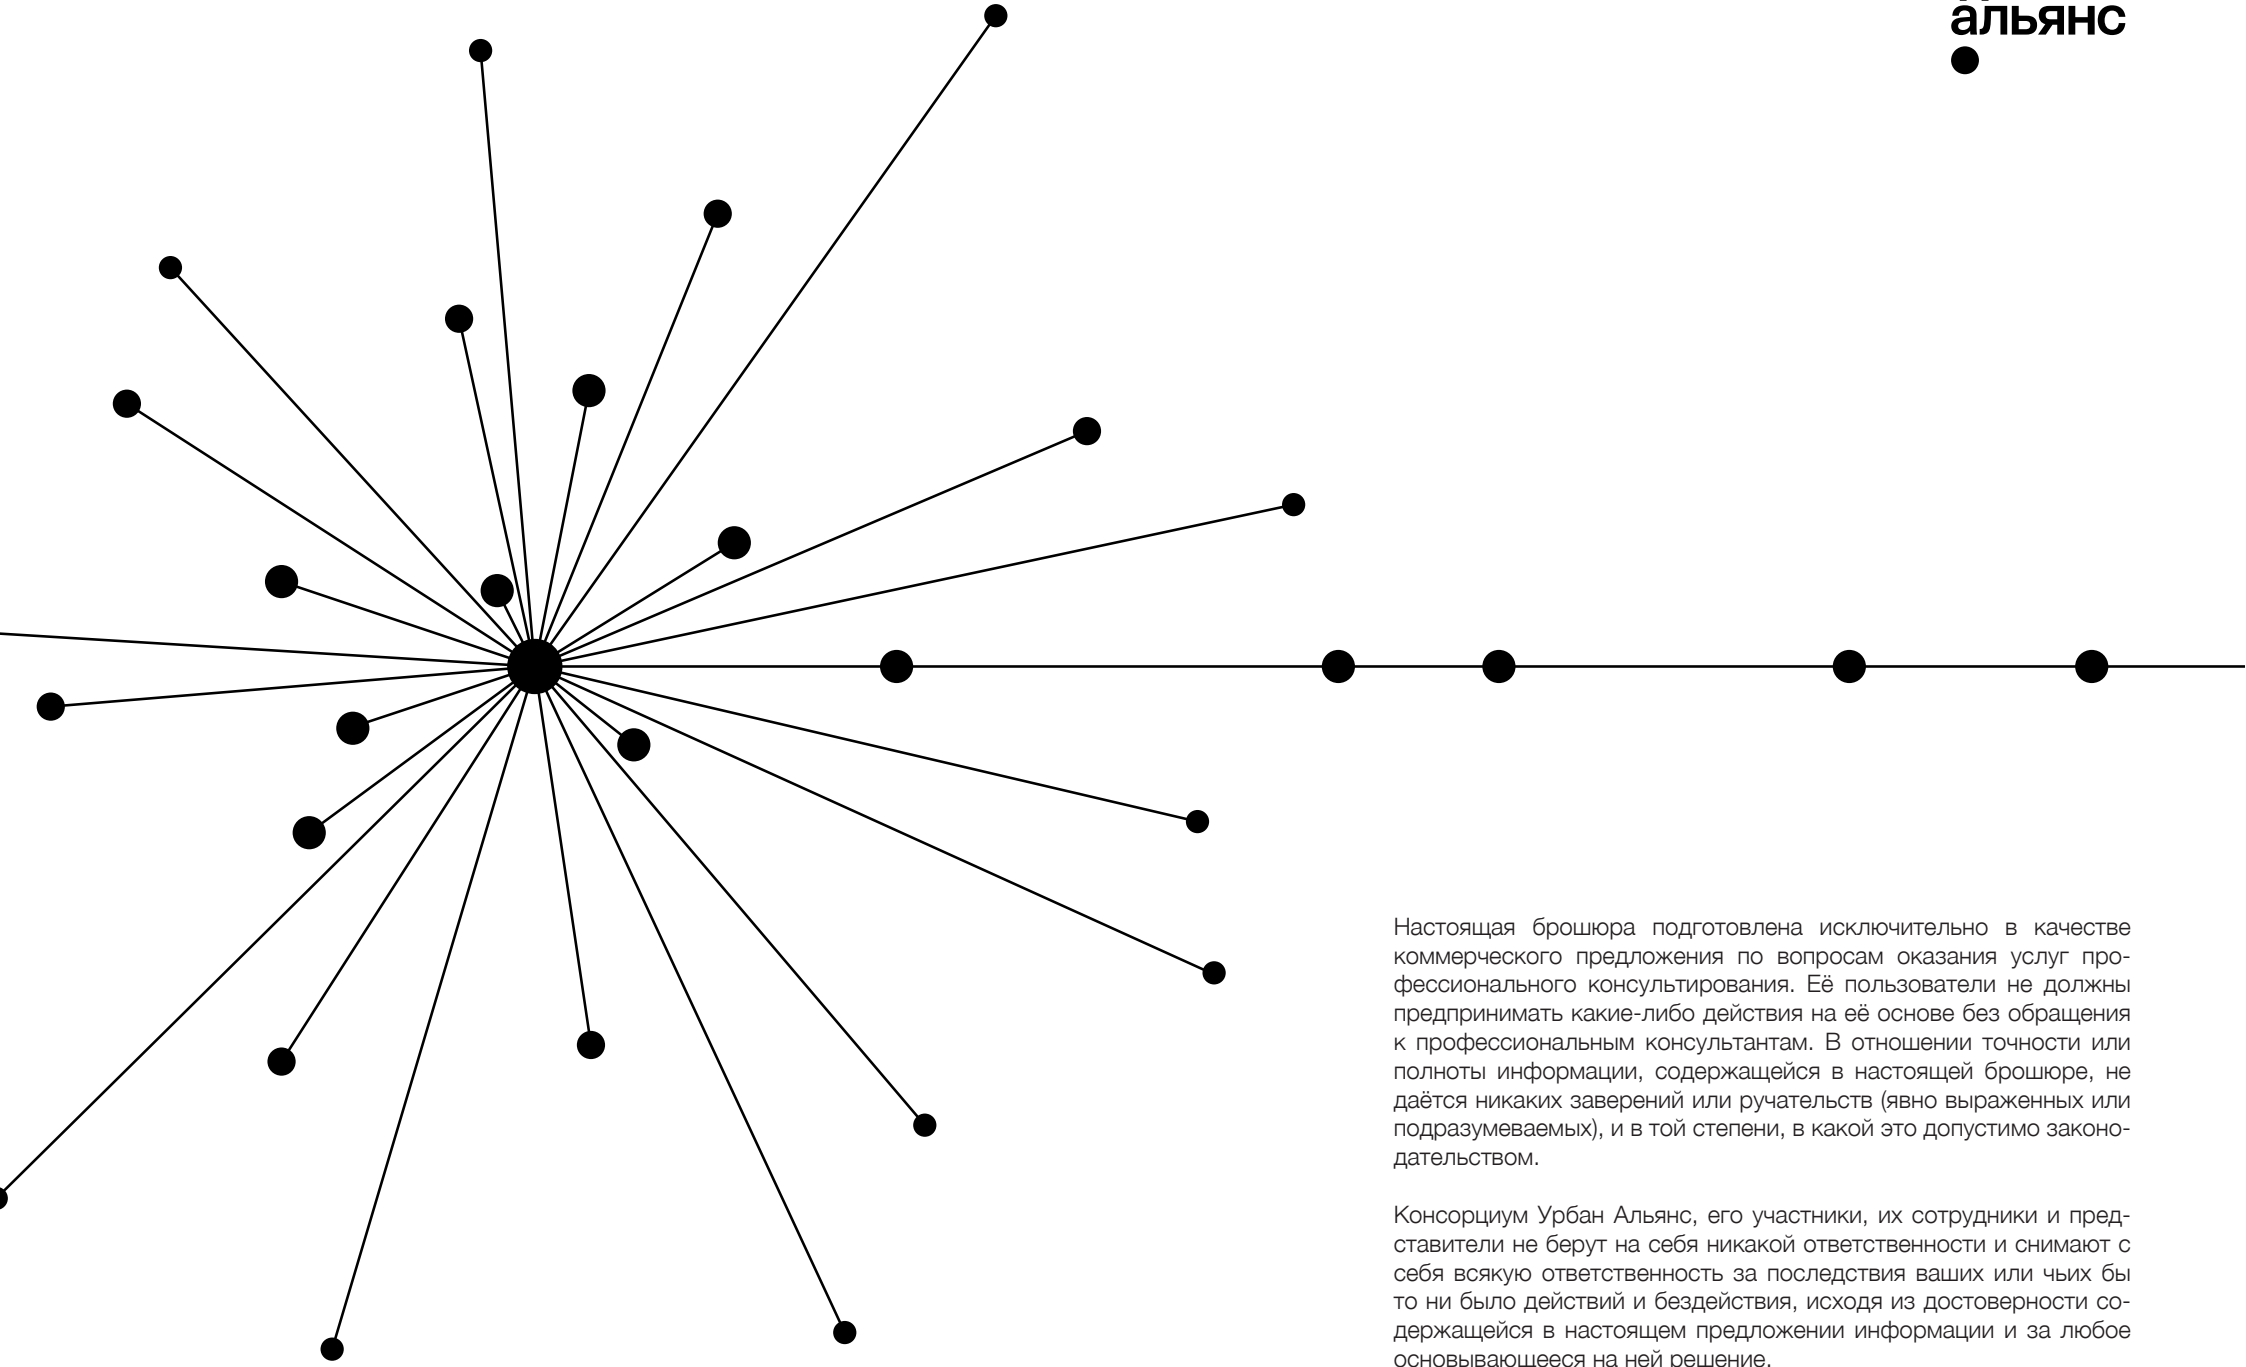 альянс
Настоящая брошюра подготовлена исключительно в качестве
коммерческого предложения по вопросам оказания услуг про-
фессионального консультирования. Её пользователи не должны
предпринимать какие-либо действия на её основе без обращения
к профессиональным консультантам. В отношении точности или
полноты информации, содержащейся в настоящей брошюре, не
даётся никаких заверений или ручательств (явно выраженных или
подразумеваемых), и в той степени, в какой это допустимо законо-
дательством.
Консорциум Урбан Альянс, его участники, их сотрудники и пред-
ставители не берут на себя никакой ответственности и снимают с
себя всякую ответственность за последствия ваших или чьих бы
то ни было действий и бездействия, исходя из достоверности со-
держащейся в настоящем предложении информации и за любое
основывающееся на ней решение.